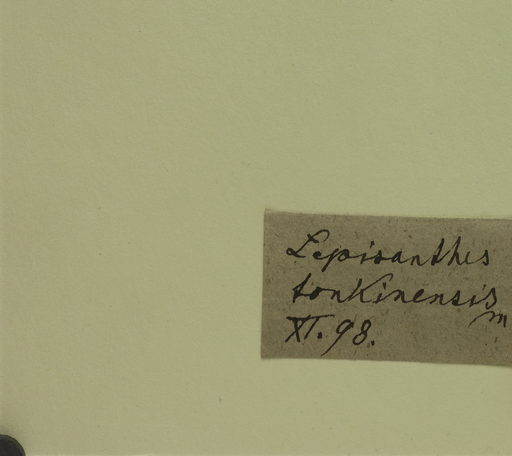 Lepisanthes
tonkinensis
m
XI.98.